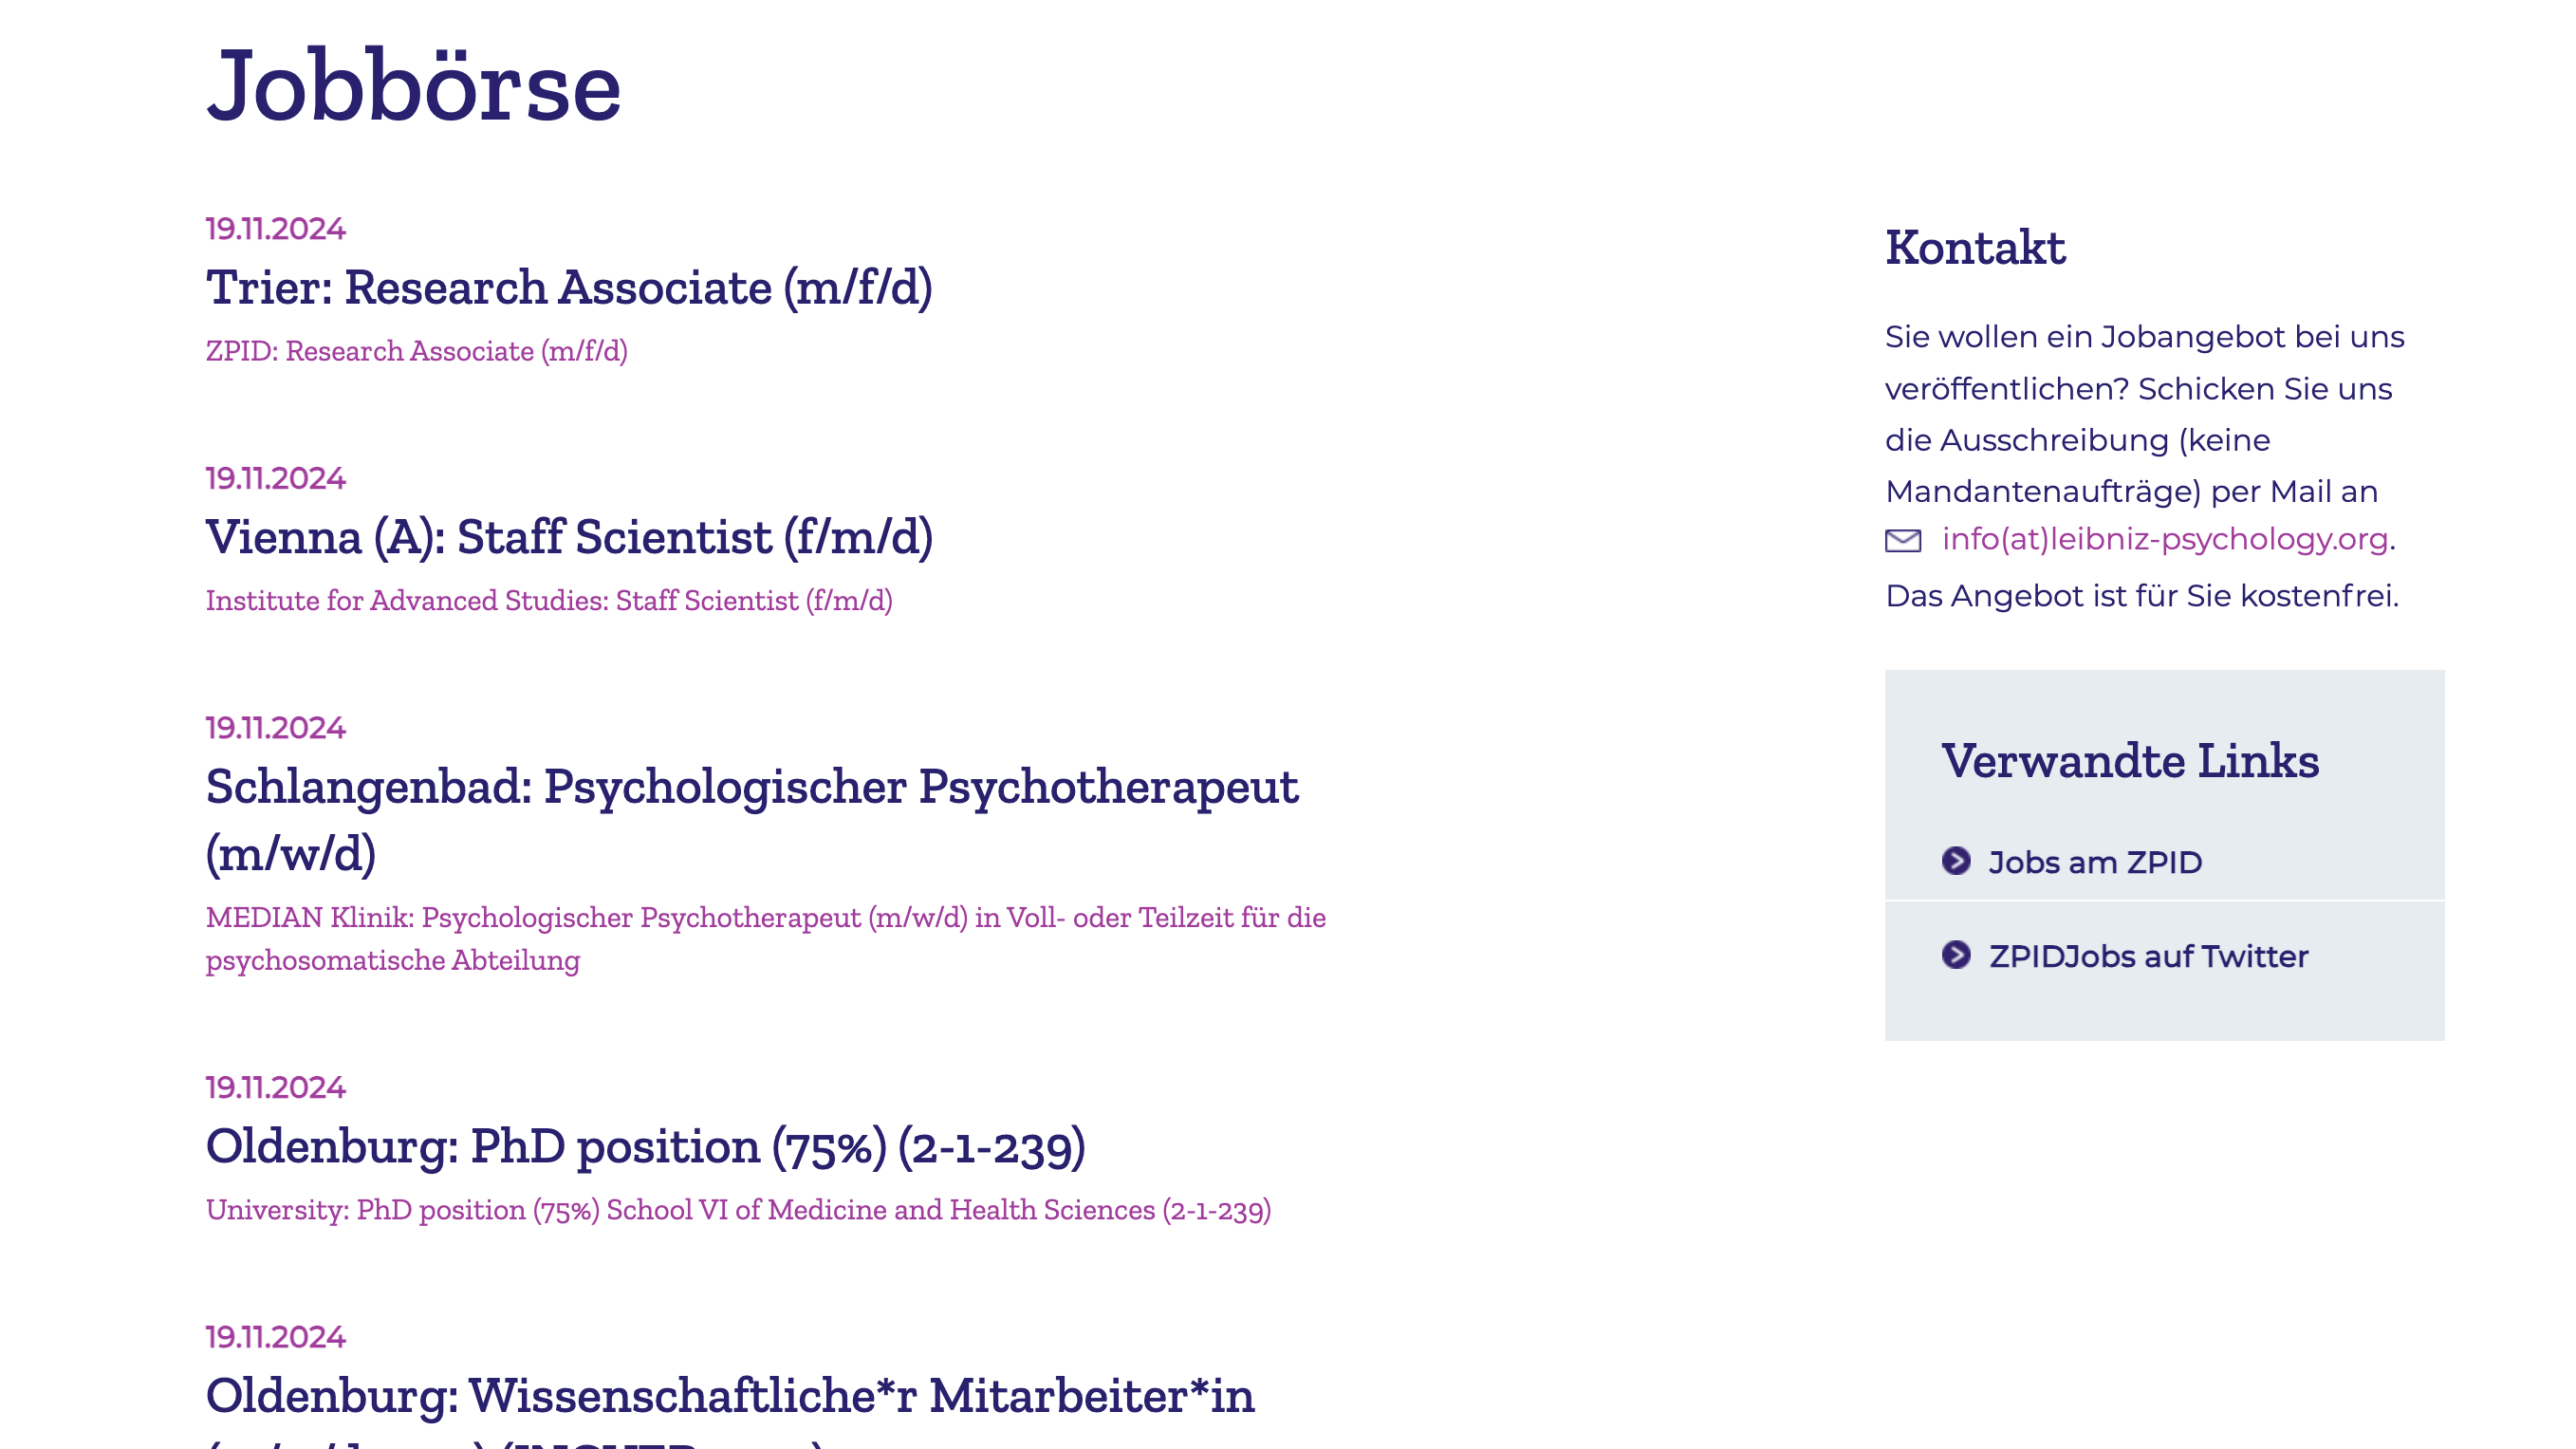 Jobbörse
19.11.2024
Trier: Research Associate (m/f/d)
ZPID: Research Associate (m/f/d)
19.11.2024
Vienna (A): Staff Scientist (f/m/d)
Institute for Advanced Studies: Staff Scientist (f/m/d)
19.11.2024
Schlangenbad: Psychologischer Psychotherapeut
(m/w/d)
MEDIAN Klinik: Psychologischer Psychotherapeut (m/w/d) in Voll- oder Teilzeit für die
psychosomatische Abteilung
19.11.2024
Oldenburg: PhD position (75%) (2-1-239)
University: PhD position (75%) School VI of Medicine and Health Sciences (2-1-239)
19.11.2024
Oldenburg: Wissenschaftliche*r Mitarbeiter*in
Kontakt
Sie wollen ein Jobangebot bei uns
veröffentlichen? Schicken Sie uns
die Ausschreibung (keine
Mandantenaufträge) per Mail an
info(at)leibniz-psychology.org.
Das Angebot ist für Sie kostenfrei.
Verwandte Links
Jobs am ZPID
ZPIDJobs auf Twitter